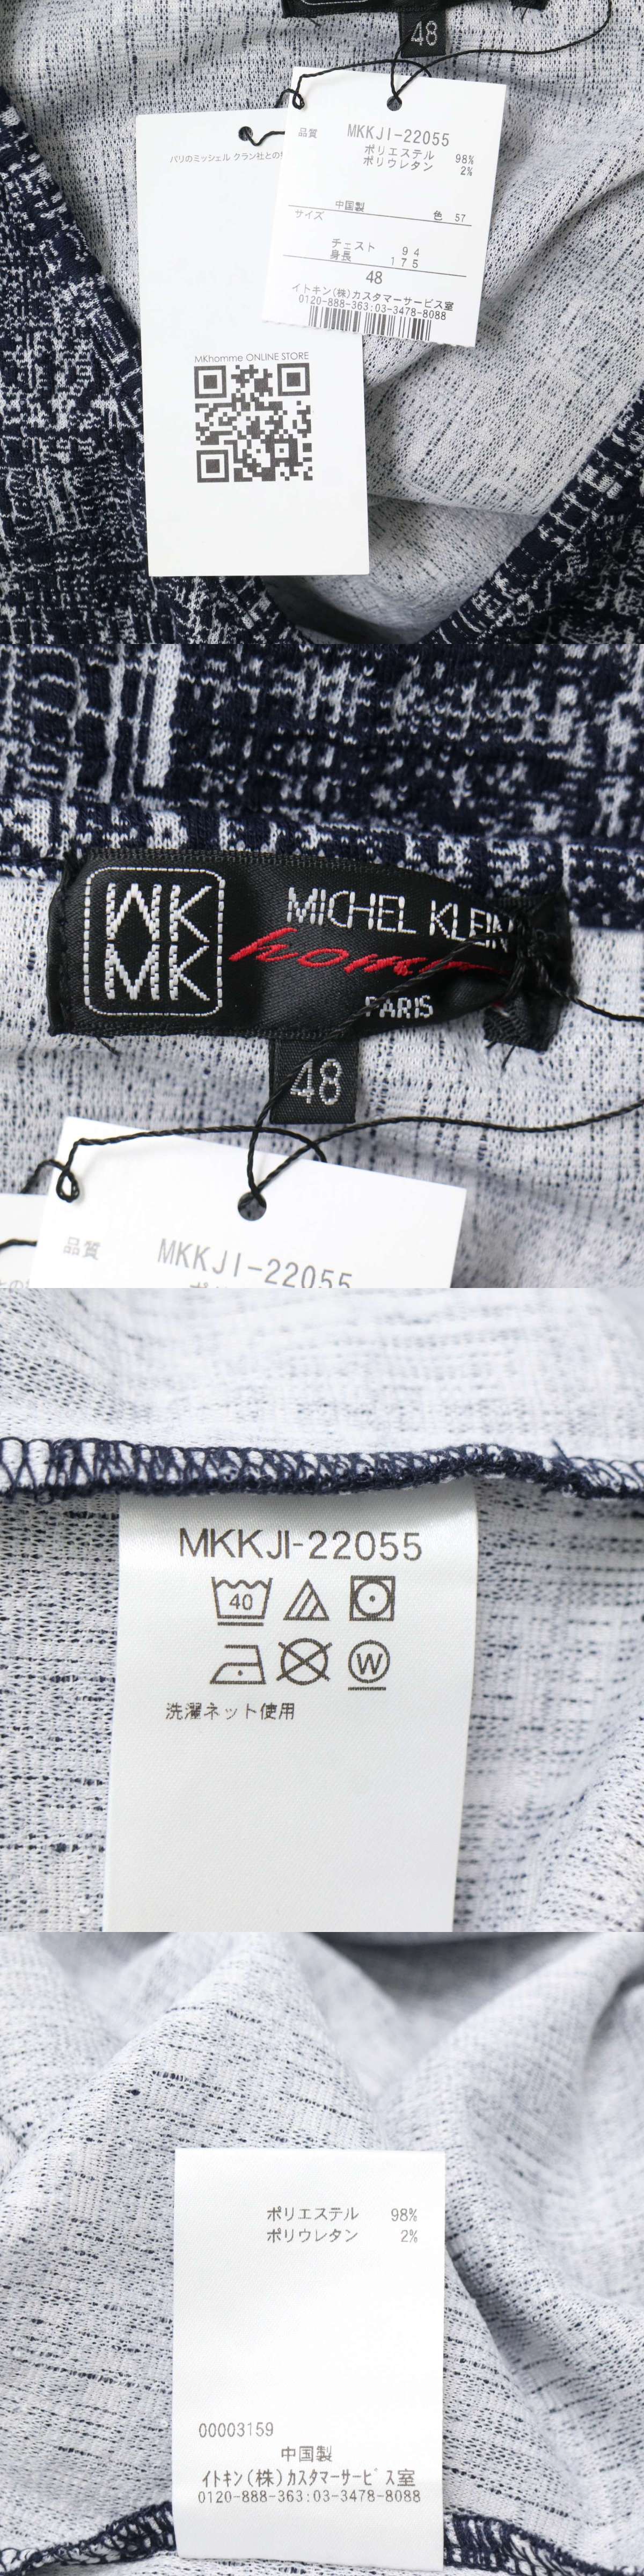 48
パリのミッシェル クラン社との
品質
MKKJI-22055
ポリエステル 98%
ポリウレタン 2%
中国製 色 57
サイズ
チェスト 94
身長 175
48
イトキン(株)カスタマーサービス室
0120-888-363:03-3478-8088
MKhomme ONLINE STORE
MK
MK
MICHEL KLEIN
PARIS
48
品質 MKKJI-22055
MKKJI-22055
40
W
洗濯ネット使用
ポリエステル 98%
ポリウレタン 2%
00003159
中国製
イトキン(株)カスタマーサービス室
0120-888-363:03-3478-8088